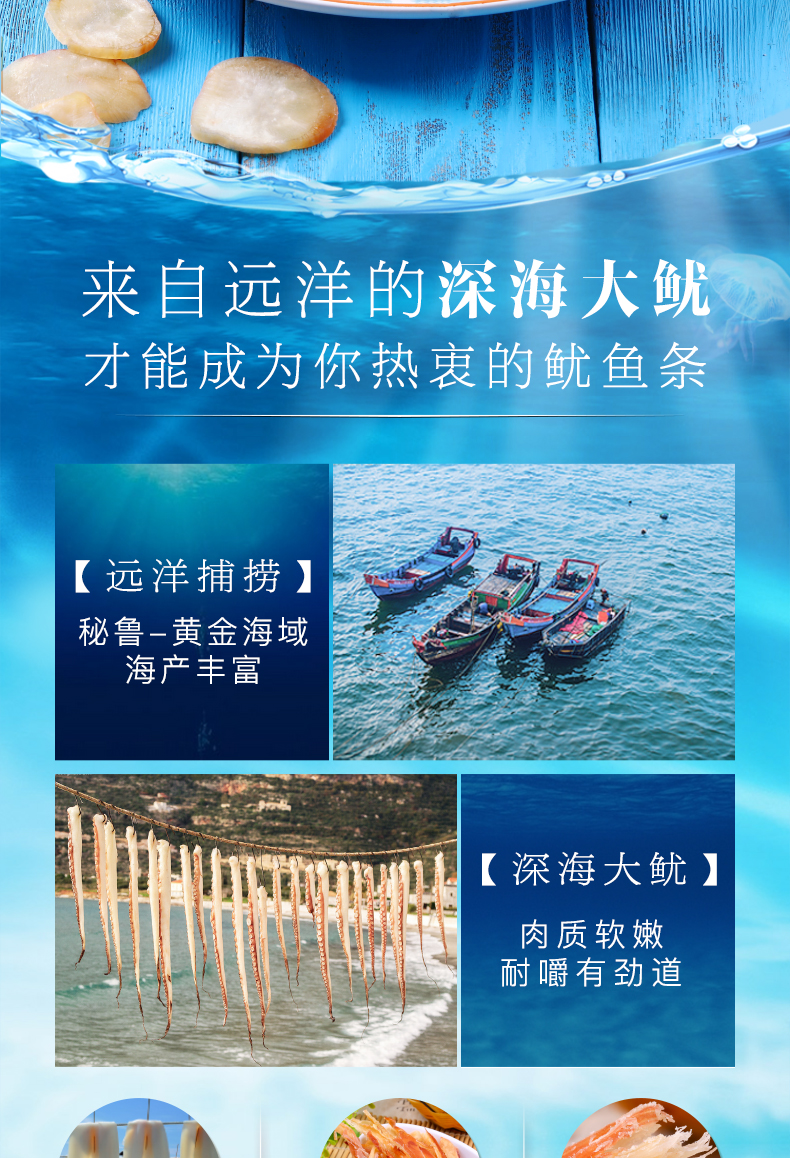 来自远洋的深海大鱿
才能成为你热衷的鱿鱼条
【远洋捕捞】
秘鲁-黄金海域
海产丰富
【深海大鱿】
肉质软嫩
耐嚼有劲道